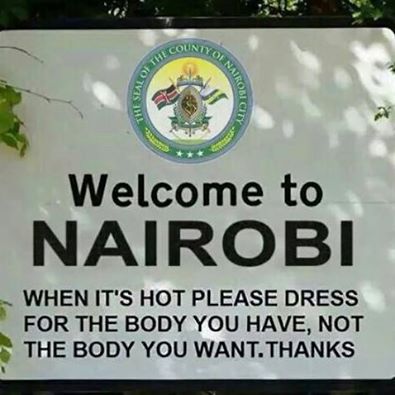 THE SEAL OF THE COUNTY OF NAIROBI CITY
Welcome to
NAIROBI
WHEN IT'S HOT PLEASE DRESS
FOR THE BODY YOU HAVE, NOT
THE BODY YOU WANT.THANKS